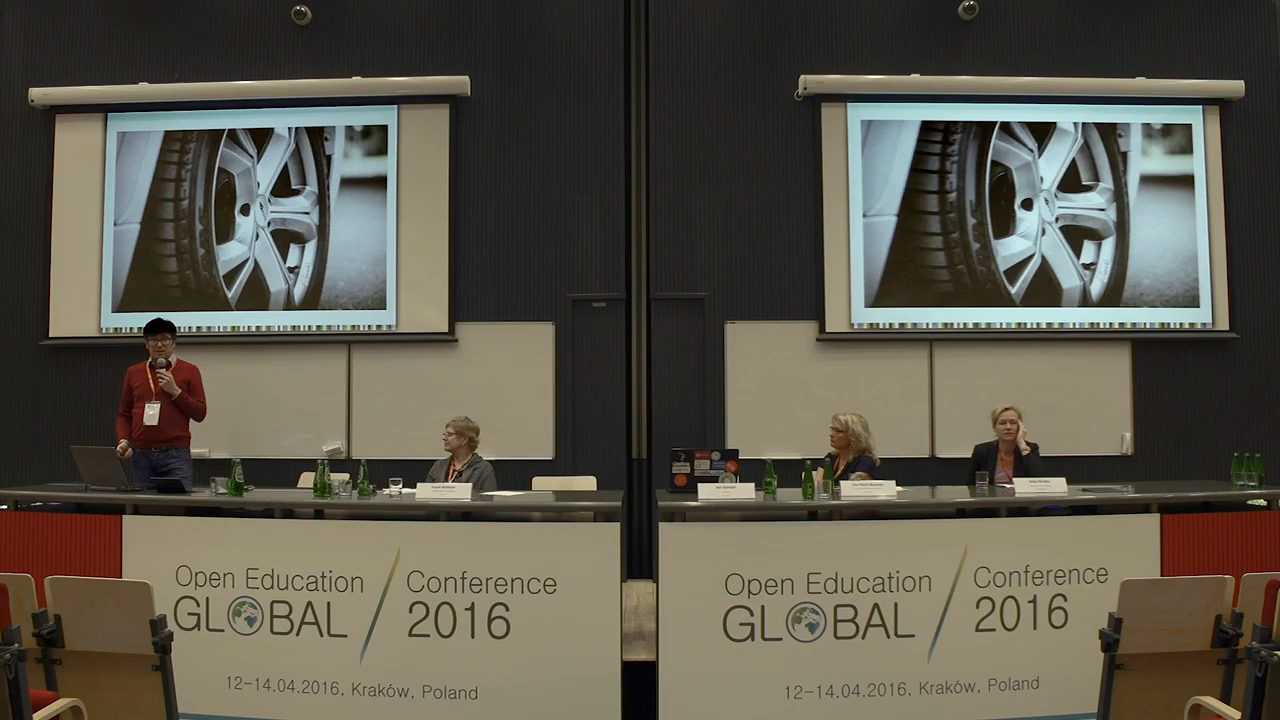 Open Education
GLOBAL
Conference
2016
12-14.04.2016, Kraków, Poland
Open Education
GLOBAL
Conference
2016
12-14.04.2016, Kraków, Poland